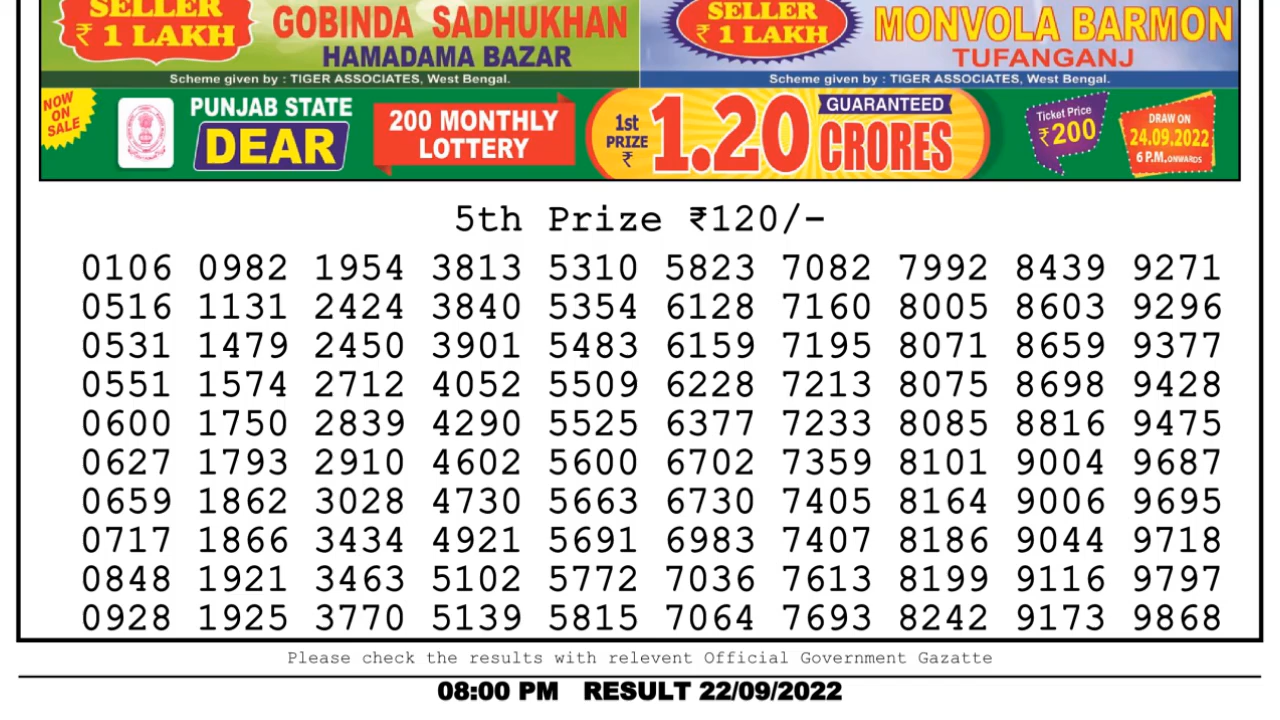 SELLER
₹ 1 LAKH
GOBINDA SADHUKHAN
HAMADAMA BAZAR
Scheme given by : TIGER ASSOCIATES, West Bengal.
SELLER
₹ 1 LAKH
MONVOLA BARMON
TUFANGANJ
Scheme given by : TIGER ASSOCIATES, West Bengal.
NOW
ON
SALE
PUNJAB STATE
DEAR
200 MONTHLY
LOTTERY
1st
PRIZE
₹
1.20
GUARANTEED
CRORES
Ticket Price
₹200
DRAW ON
24.09.2022
6 P.M. ONWARDS
5th Prize ₹120/-
0106 0982 1954 3813 5310 5823 7082 7992 8439 9271
0516 1131 2424 3840 5354 6128 7160 8005 8603 9296
0531 1479 2450 3901 5483 6159 7195 8071 8659 9377
0551 1574 2712 4052 5509 6228 7213 8075 8698 9428
0600 1750 2839 4290 5525 6377 7233 8085 8816 9475
0627 1793 2910 4602 5600 6702 7359 8101 9004 9687
0659 1862 3028 4730 5663 6730 7405 8164 9006 9695
0717 1866 3434 4921 5691 6983 7407 8186 9044 9718
0848 1921 3463 5102 5772 7036 7613 8199 9116 9797
0928 1925 3770 5139 5815 7064 7693 8242 9173 9868
Please check the results with relevent Official Government Gazatte
08:00 PM RESULT 22/09/2022